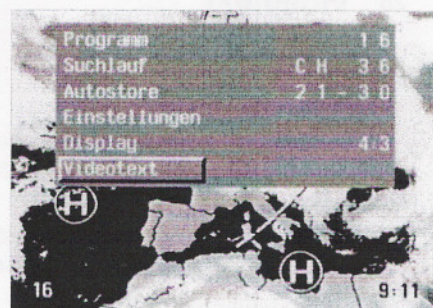 Programm 16
Suchlauf CH 36
Autostore 21-30
Einstellungen
Display 4:3
Videotext
H
H
16 9:11